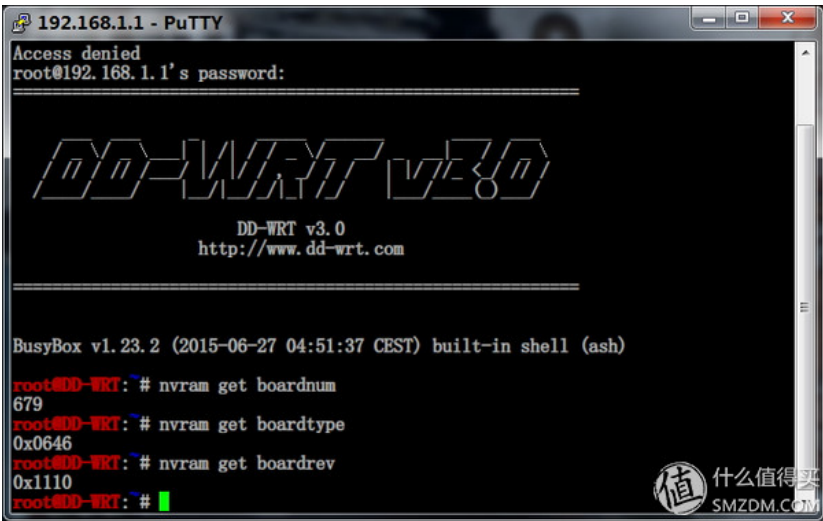 192.168.1.1 - PuTTY
Access denied
root@192.168.1.1's password:
DD-WRT v3.0
DD-WRT v3.0
http://www.dd-wrt.com
BusyBox v1.23.2 (2015-06-27 04:51:37 CEST) built-in shell (ash)
root@DD-WRT:~# nvram get boardnum
679
root@DD-WRT:~# nvram get boardtype
0x0646
root@DD-WRT:~# nvram get boardrev
0x1110
root@DD-WRT:~#
值 什么值得买
SMZDM.COM